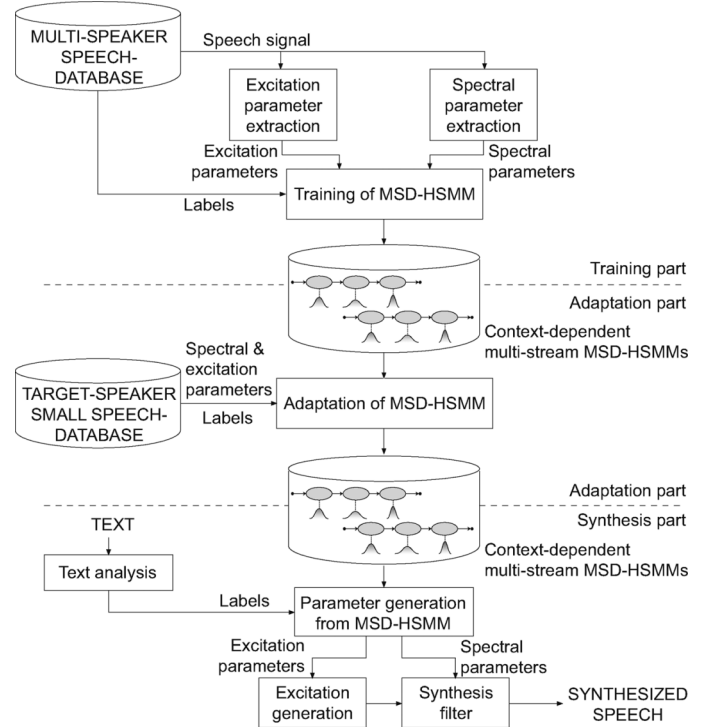 MULTI-SPEAKER
SPEECH-
DATABASE
Speech signal
Excitation
parameter
extraction
Spectral
parameter
extraction
Excitation
parameters
Spectral
parameters
Labels
Training of MSD-HSMM
Training part
Adaptation part
Context-dependent
multi-stream MSD-HSMMs
Spectral &
excitation
parameters
Labels
TARGET-SPEAKER
SMALL SPEECH-
DATABASE
Adaptation of MSD-HSMM
Adaptation part
Synthesis part
Context-dependent
multi-stream MSD-HSMMs
TEXT
Text analysis
Labels
Parameter generation
from MSD-HSMM
Excitation
parameters
Spectral
parameters
Excitation
generation
Synthesis
filter
SYNTHESIZED
SPEECH